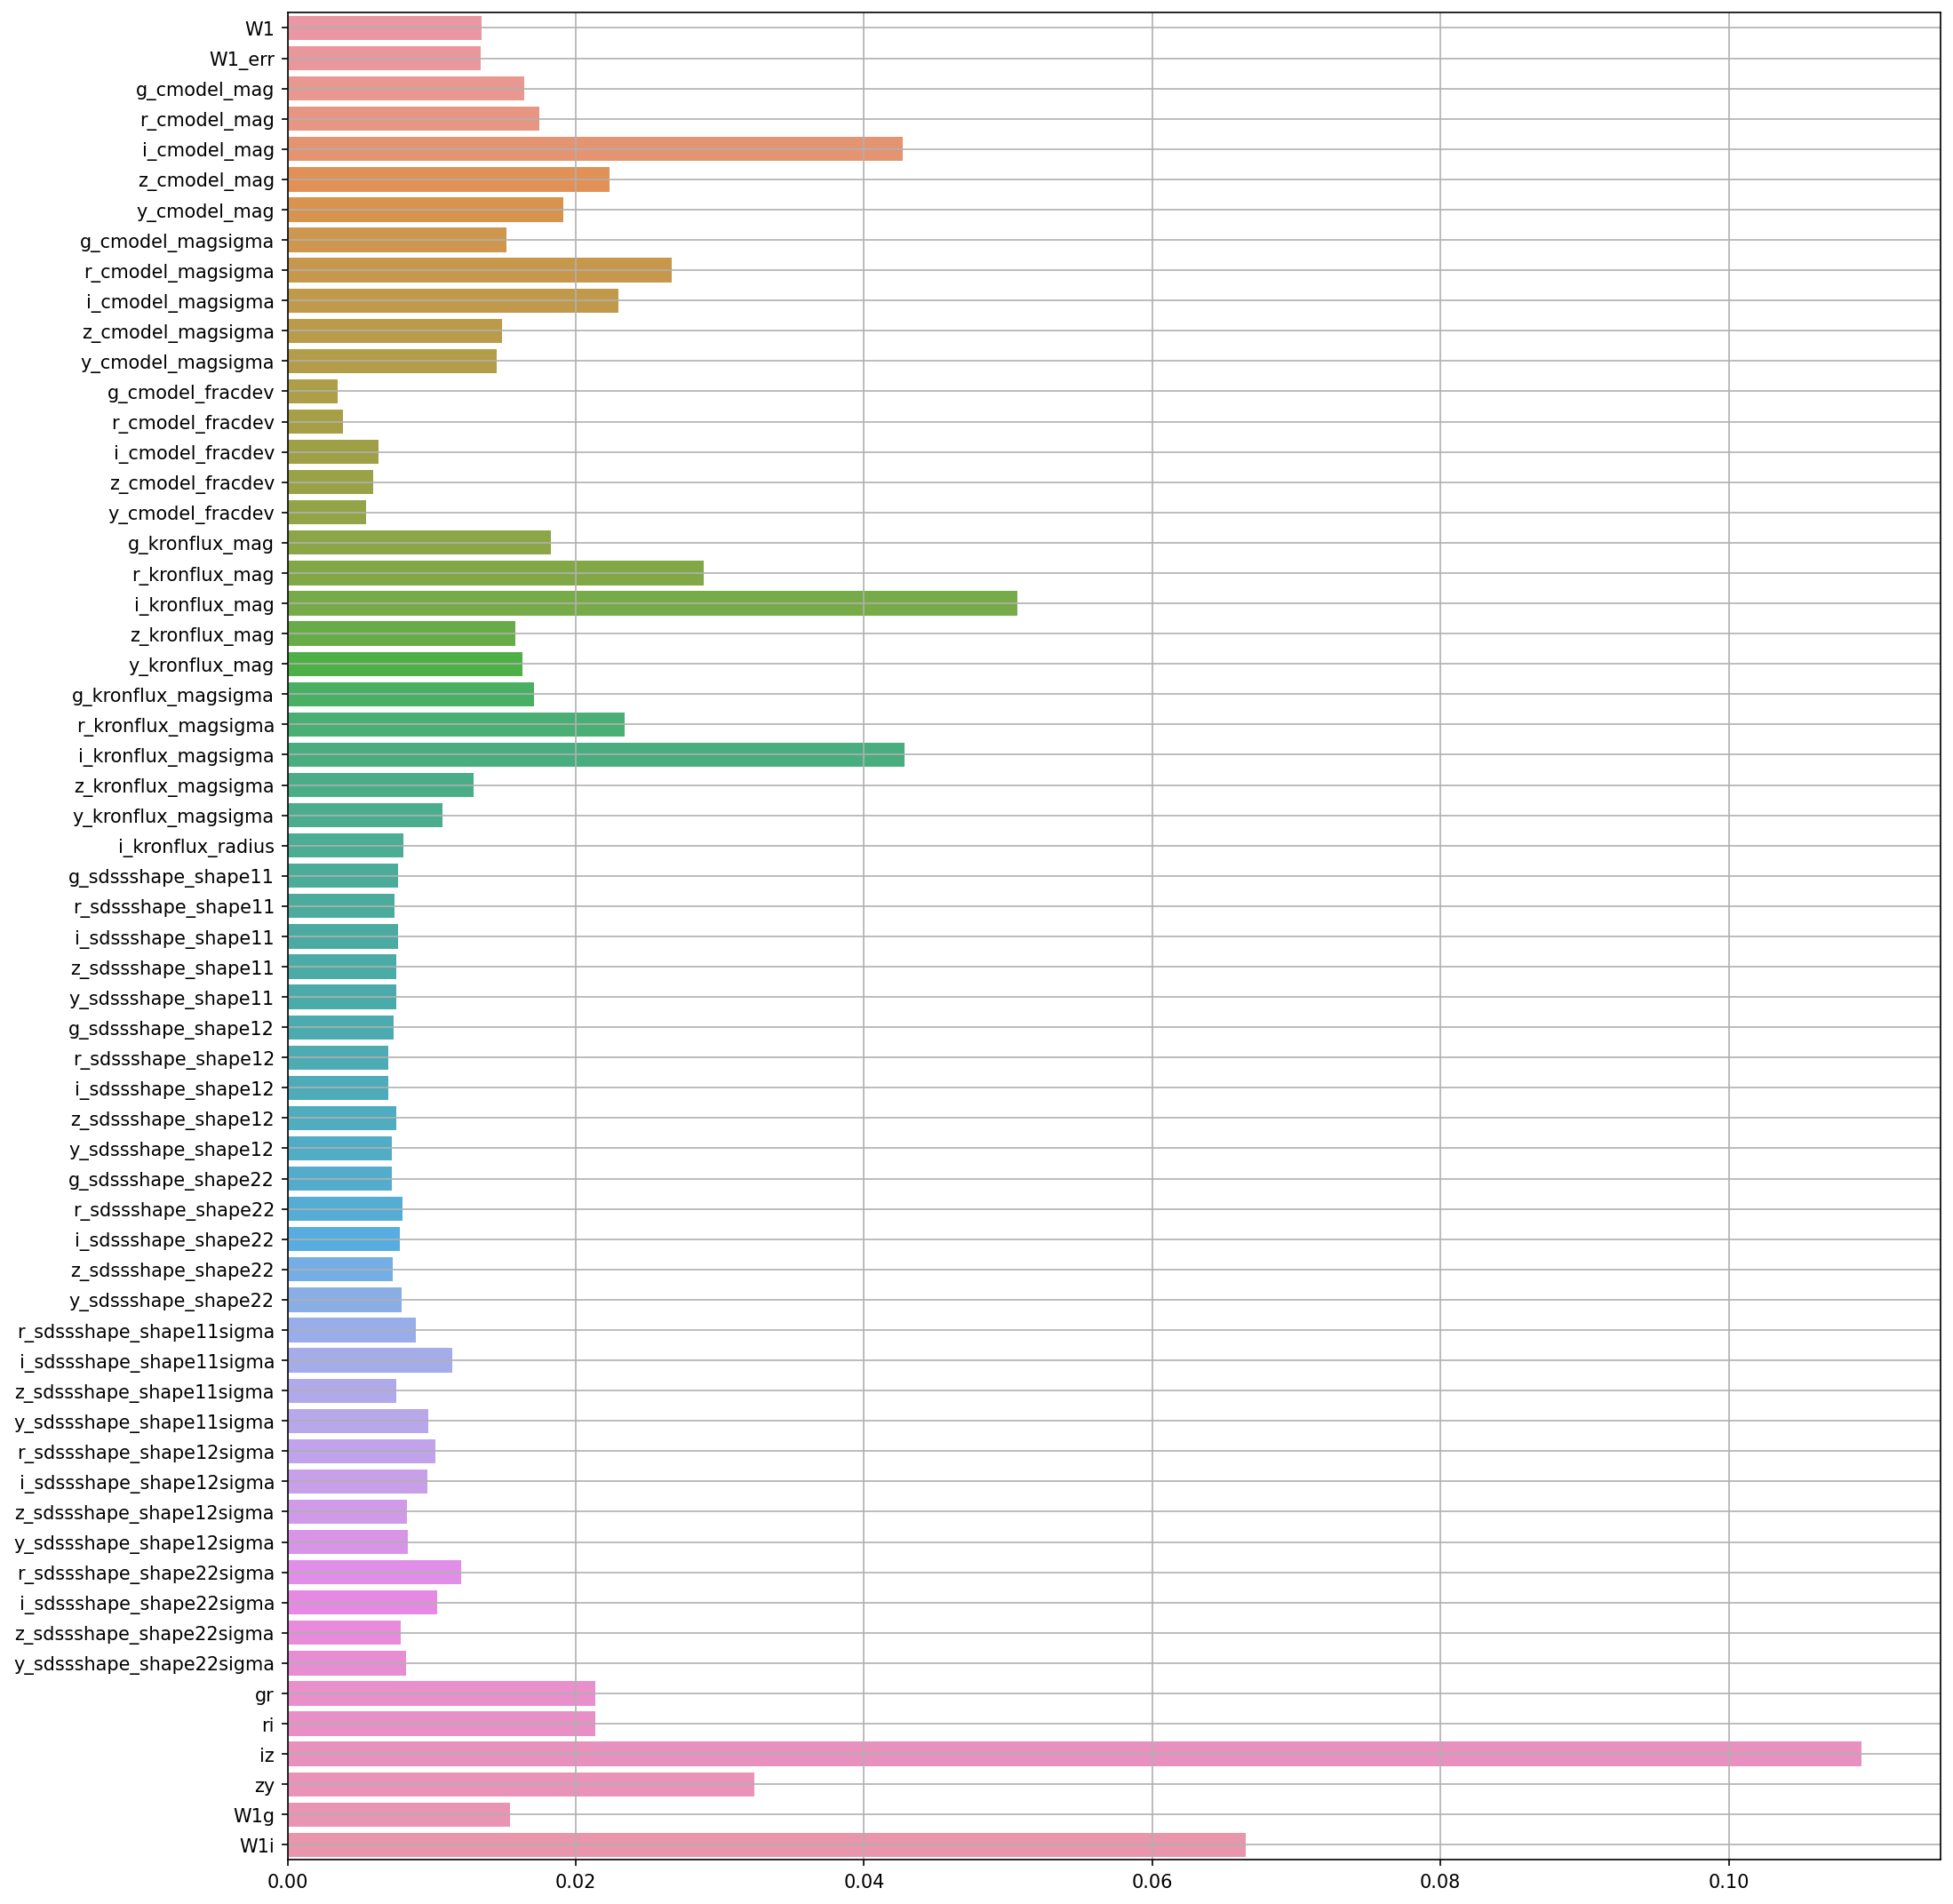 W1
W1_err
g_cmodel_mag
r_cmodel_mag
i_cmodel_mag
z_cmodel_mag
y_cmodel_mag
g_cmodel_magsigma
r_cmodel_magsigma
i_cmodel_magsigma
z_cmodel_magsigma
y_cmodel_magsigma
g_cmodel_fracdev
r_cmodel_fracdev
i_cmodel_fracdev
z_cmodel_fracdev
y_cmodel_fracdev
g_kronflux_mag
r_kronflux_mag
i_kronflux_mag
z_kronflux_mag
y_kronflux_mag
g_kronflux_magsigma
r_kronflux_magsigma
i_kronflux_magsigma
z_kronflux_magsigma
y_kronflux_magsigma
i_kronflux_radius
g_sdssshape_shape11
r_sdssshape_shape11
i_sdssshape_shape11
z_sdssshape_shape11
y_sdssshape_shape11
g_sdssshape_shape12
r_sdssshape_shape12
i_sdssshape_shape12
z_sdssshape_shape12
y_sdssshape_shape12
g_sdssshape_shape22
r_sdssshape_shape22
i_sdssshape_shape22
z_sdssshape_shape22
y_sdssshape_shape22
r_sdssshape_shape11sigma
i_sdssshape_shape11sigma
z_sdssshape_shape11sigma
y_sdssshape_shape11sigma
r_sdssshape_shape12sigma
i_sdssshape_shape12sigma
z_sdssshape_shape12sigma
y_sdssshape_shape12sigma
r_sdssshape_shape22sigma
i_sdssshape_shape22sigma
z_sdssshape_shape22sigma
y_sdssshape_shape22sigma
gr
ri
iz
zy
W1g
W1i
0.00 0.02 0.04 0.06 0.08 0.10